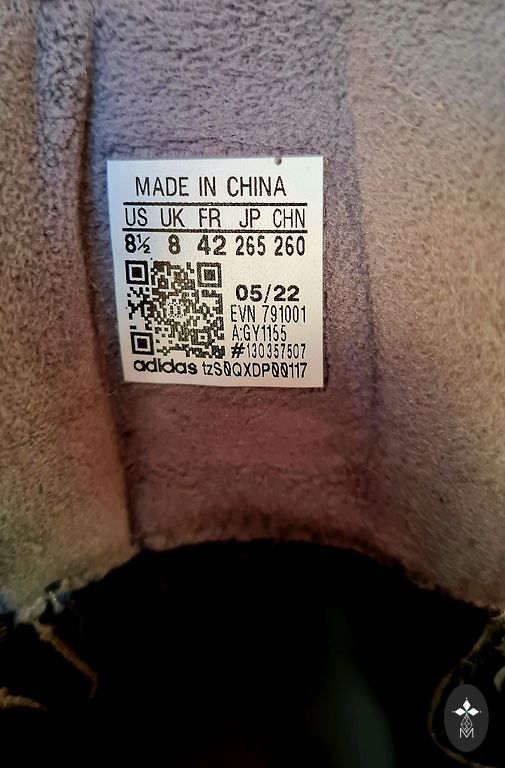 MADE IN CHINA
US UK FR JP CHN
8½ 8 42 265 260
05/22
EVN 791001
A:GY1155
#130357507
adidas tzS0QXDP00117
M